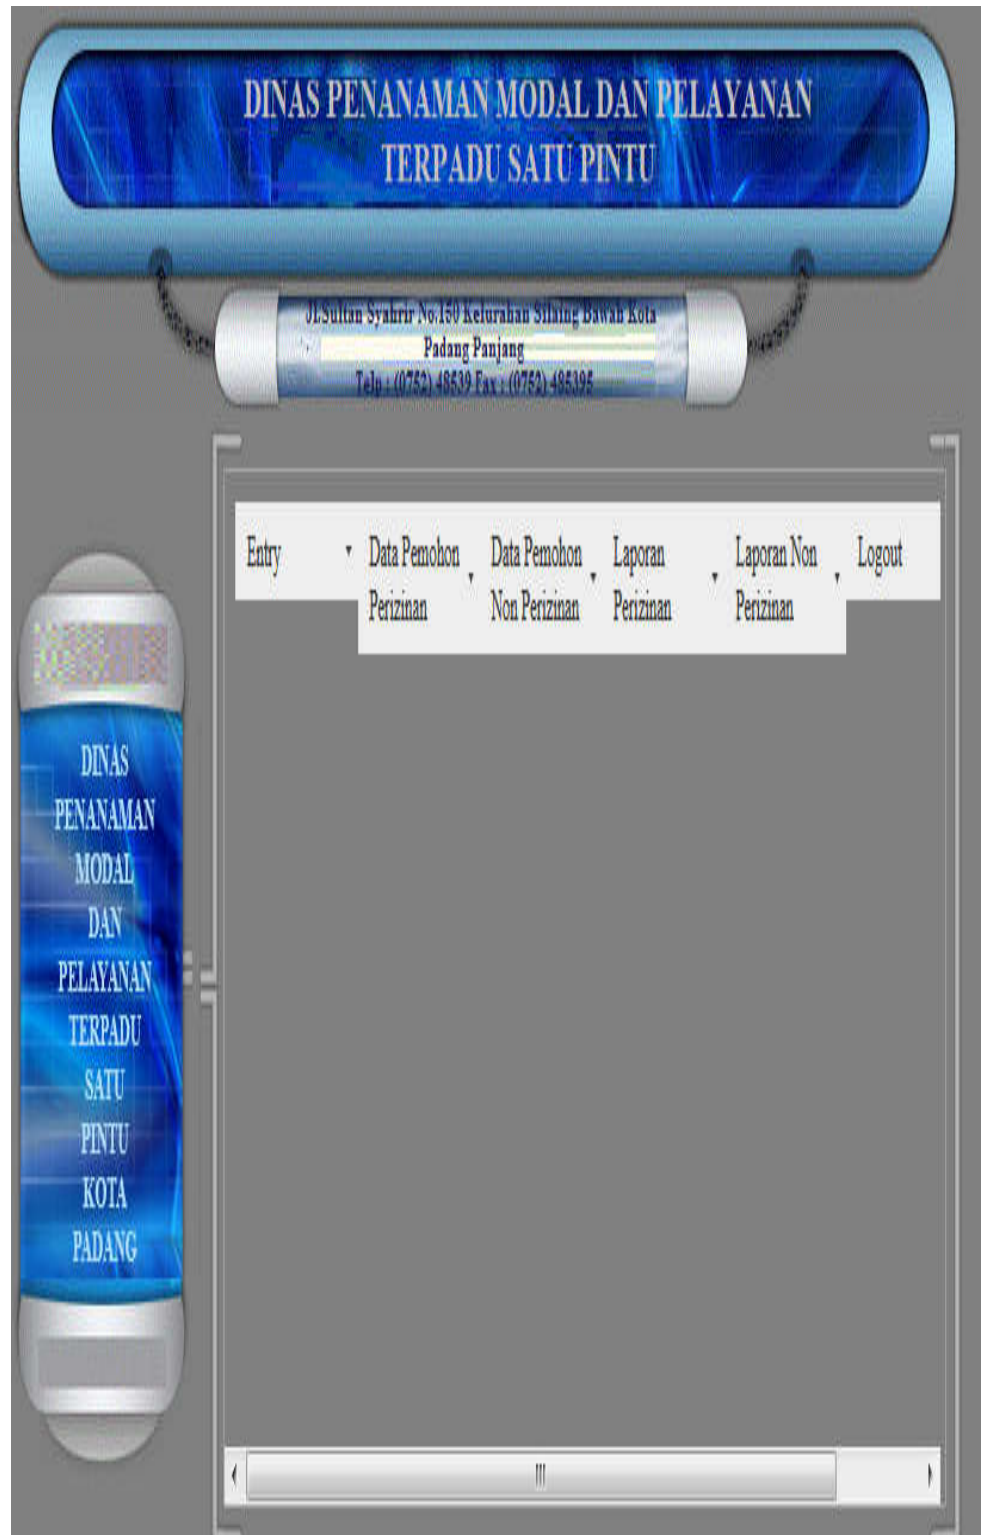 DINAS PENANAMAN MODAL DAN PELAYANAN
TERPADU SATU PINTU
Jl.Sultan Syahrir No.150 Kelurahan Silaing Bawah Kota
Padang Panjang
Telp : (0752) 48539 Fax : (0752) 485395
Entry
Data Pemohon
Perizinan
Data Pemohon
Non Perizinan
Laporan
Perizinan
Laporan Non
Perizinan
Logout
DINAS
PENANAMAN
MODAL
DAN
PELAYANAN
TERPADU
SATU
PINTU
KOTA
PADANG